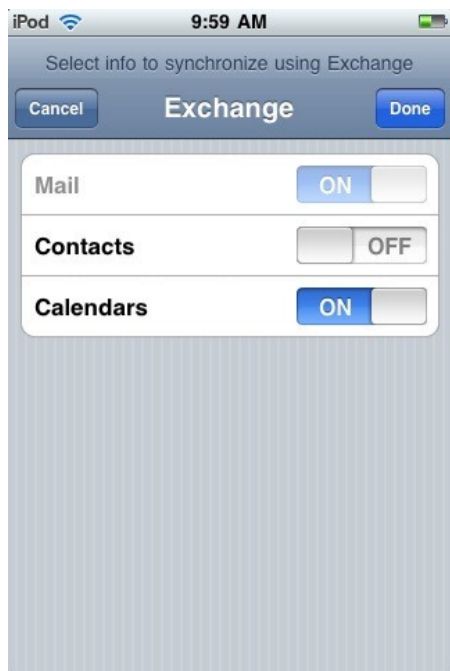 iPod 9:59 AM
Select info to synchronize using Exchange
Cancel Exchange Done
Mail ON
Contacts OFF
Calendars ON